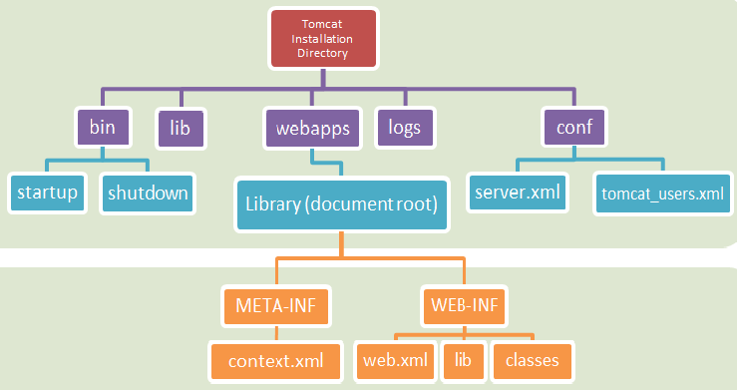 Tomcat
Installation
Directory
bin
lib
webapps
logs
conf
startup
shutdown
Library (document root)
server.xml
tomcat_users.xml
META-INF
WEB-INF
context.xml
web.xml
lib
classes